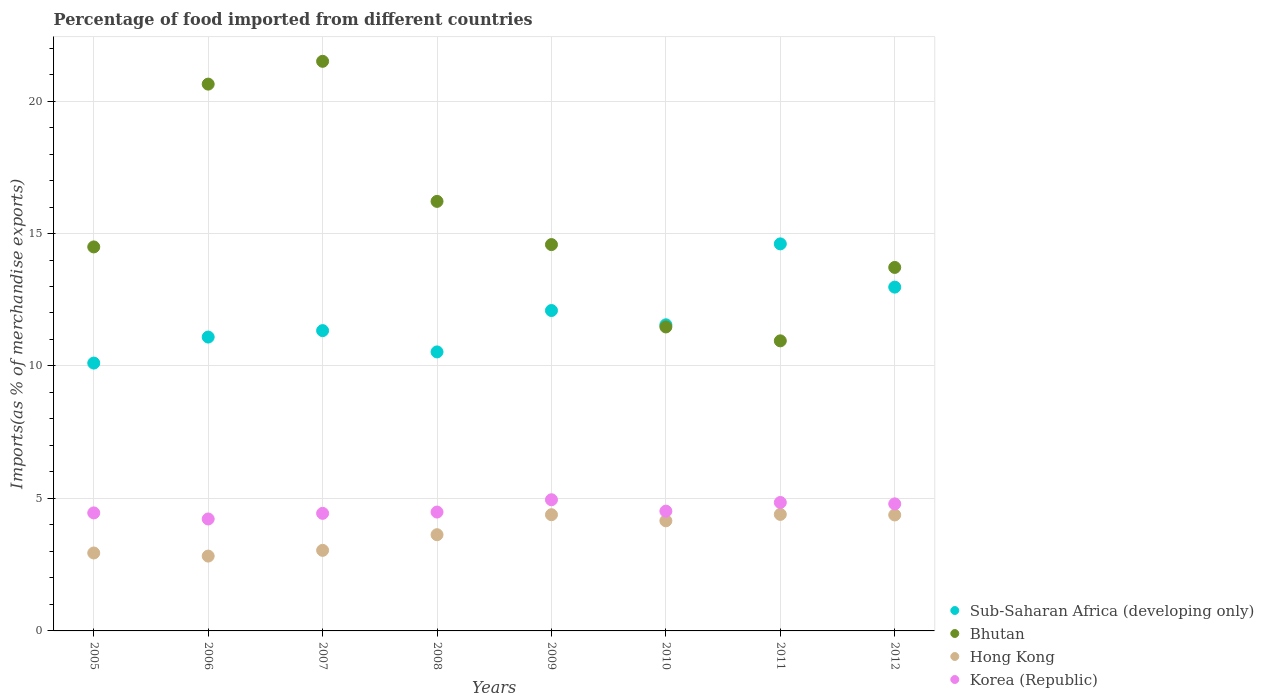 Percentage of food imported from different countries
Imports(as % of merchandise exports)
20
15
10
5
0
2005
2006
2007
2008
2009
2010
2011
2012
Years
Sub-Saharan Africa (developing only)
Bhutan
Hong Kong
Korea (Republic)